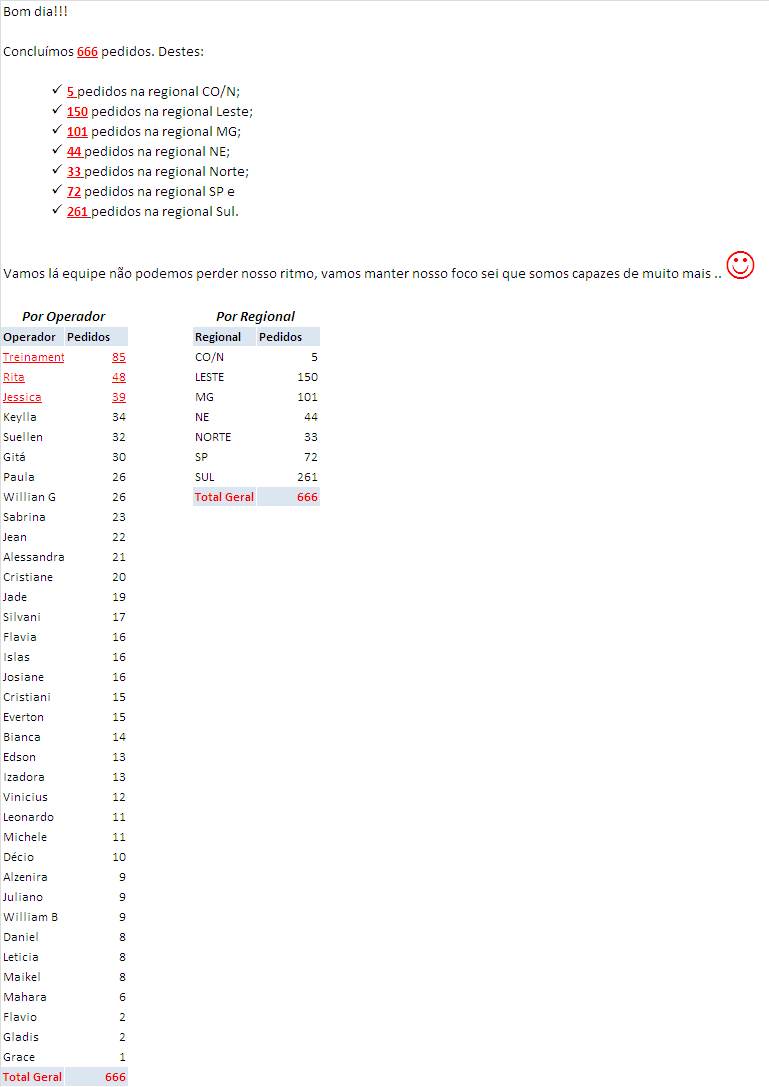 Bom dia!!!
Concluímos 666 pedidos. Destes:
✓ 5 pedidos na regional CO/N;
✓ 150 pedidos na regional Leste;
✓ 101 pedidos na regional MG;
✓ 44 pedidos na regional NE;
✓ 33 pedidos na regional Norte;
✓ 72 pedidos na regional SP e
✓ 261 pedidos na regional Sul.
Vamos lá equipe não podemos perder nosso ritmo, vamos manter nosso foco sei que somos capazes de muito mais ..
Por Operador
Operador Pedidos
Treinament 85
Rita 48
Jessica 39
Keylla 34
Suellen 32
Gitá 30
Paula 26
Willian G 26
Sabrina 23
Jean 22
Alessandra 21
Cristiane 20
Jade 19
Silvani 17
Flavia 16
Islas 16
Josiane 16
Cristiani 15
Everton 15
Bianca 14
Edson 13
Izadora 13
Vinicius 12
Leonardo 11
Michele 11
Décio 10
Alzenira 9
Juliano 9
William B 9
Daniel 8
Leticia 8
Maikel 8
Mahara 6
Flavio 2
Gladis 2
Grace 1
Total Geral 666
Por Regional
Regional Pedidos
CO/N 5
LESTE 150
MG 101
NE 44
NORTE 33
SP 72
SUL 261
Total Geral 666